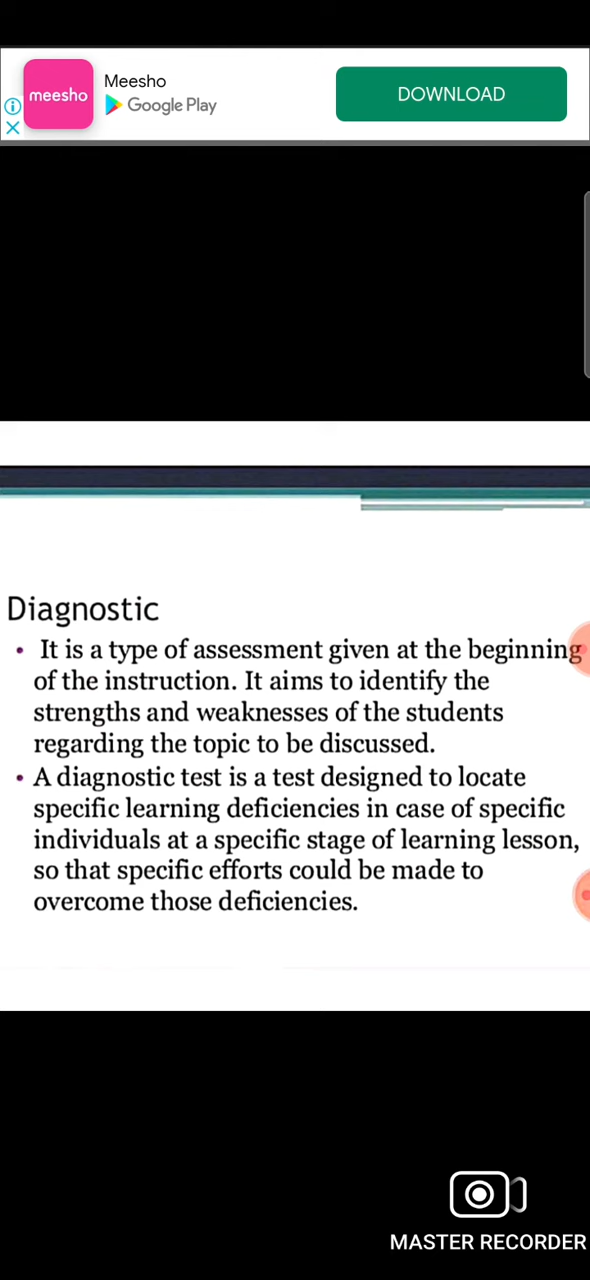 meesho
Meesho
Google Play
DOWNLOAD
Diagnostic
• It is a type of assessment given at the beginning
of the instruction. It aims to identify the
strengths and weaknesses of the students
regarding the topic to be discussed.
• A diagnostic test is a test designed to locate
specific learning deficiencies in case of specific
individuals at a specific stage of learning lesson,
so that specific efforts could be made to
overcome those deficiencies.
MASTER RECORDER